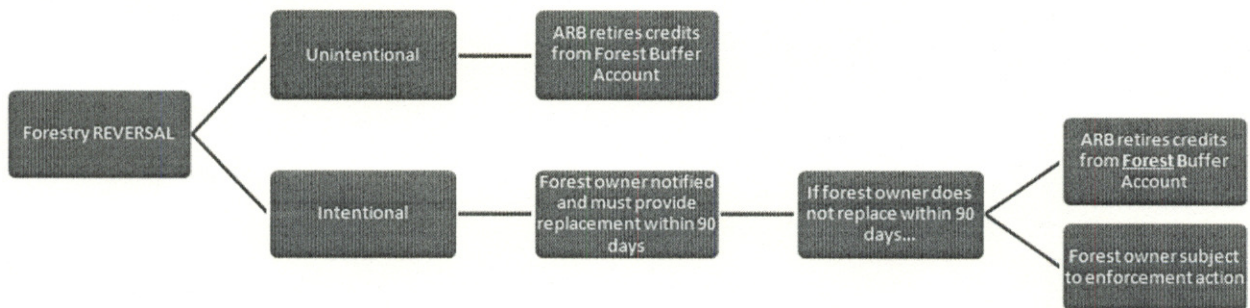 Forestry REVERSAL
Unintentional
ARB retires credits
from Forest Buffer
Account
Intentional
Forest owner notified
and must provide
replacement within 90
days
If forest owner does
not replace within 90
days...
ARB retires credits
from Forest Buffer
Account
Forest owner subject
to enforcement action